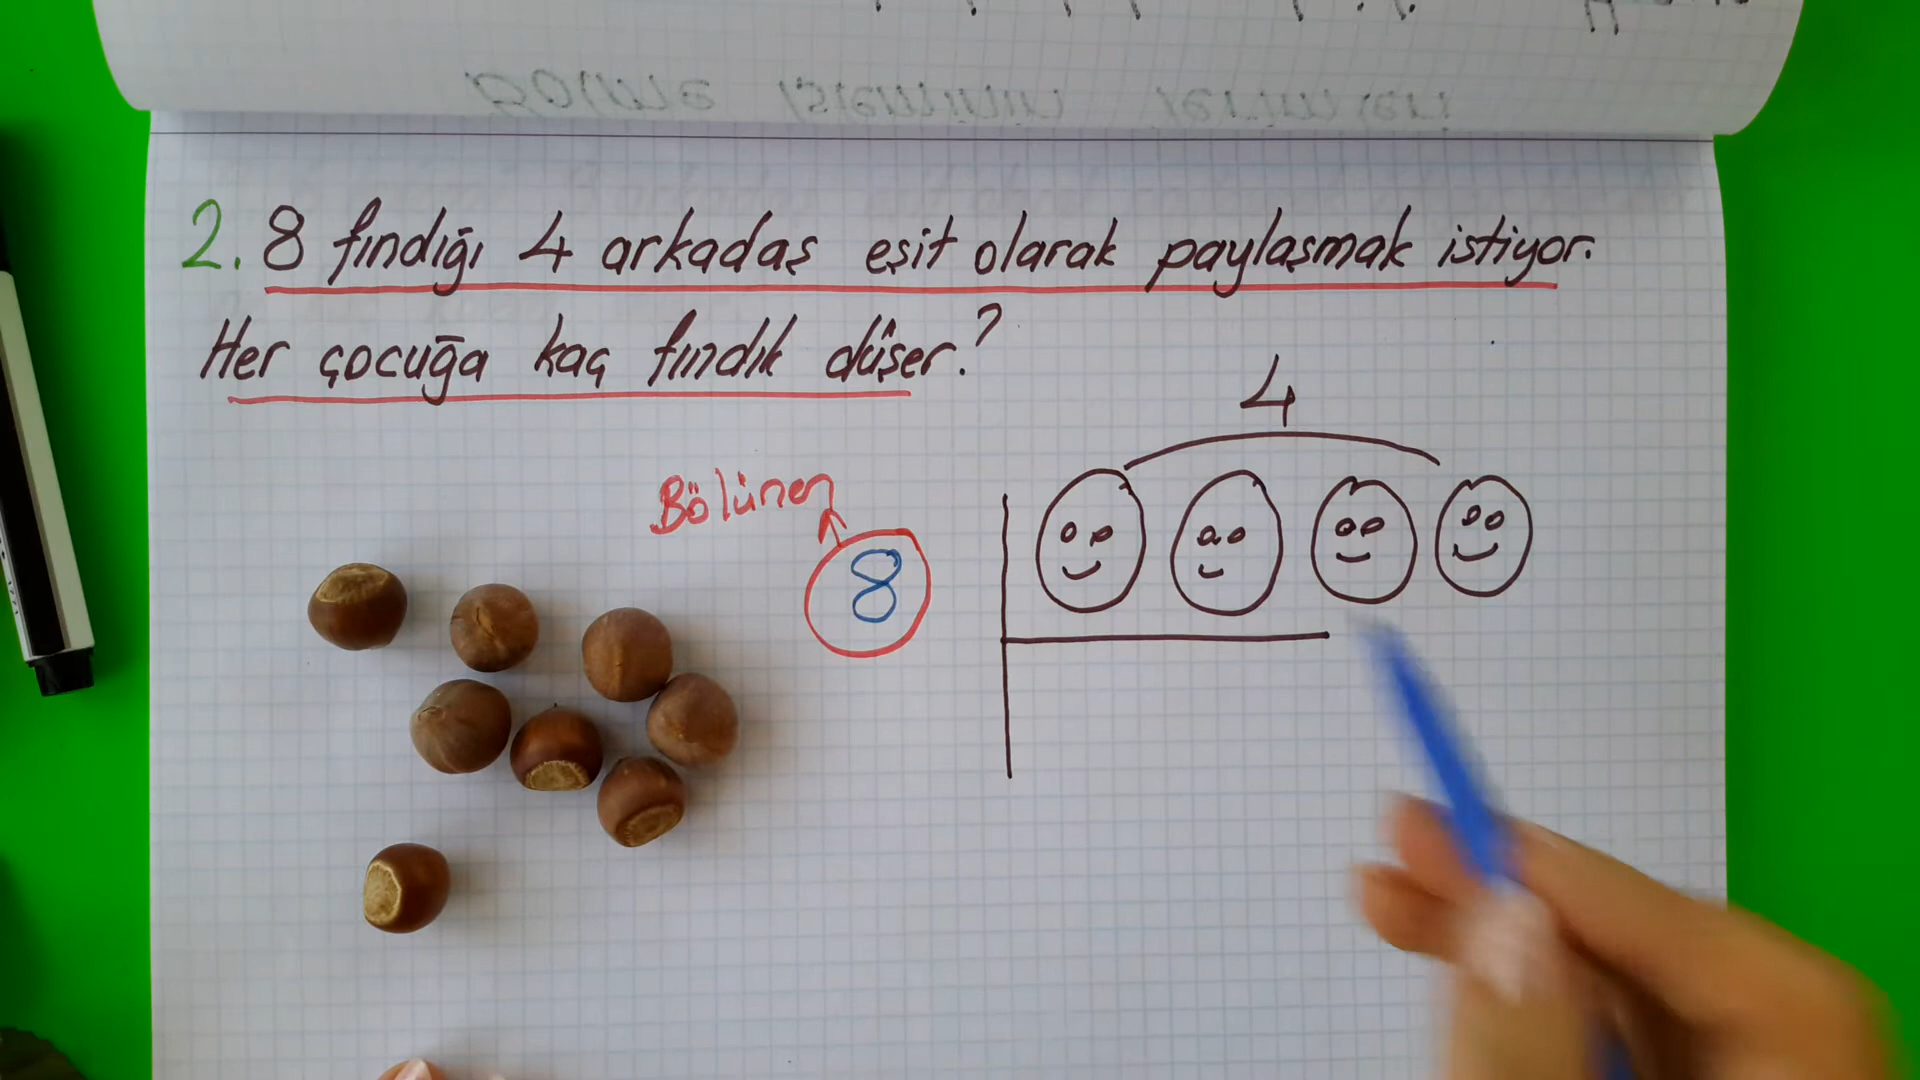 2. 8 fındığı 4 arkadaş eşit olarak paylaşmak istiyor.
Her çocuğa kaç fındık düşer?
4
Bölünen
8